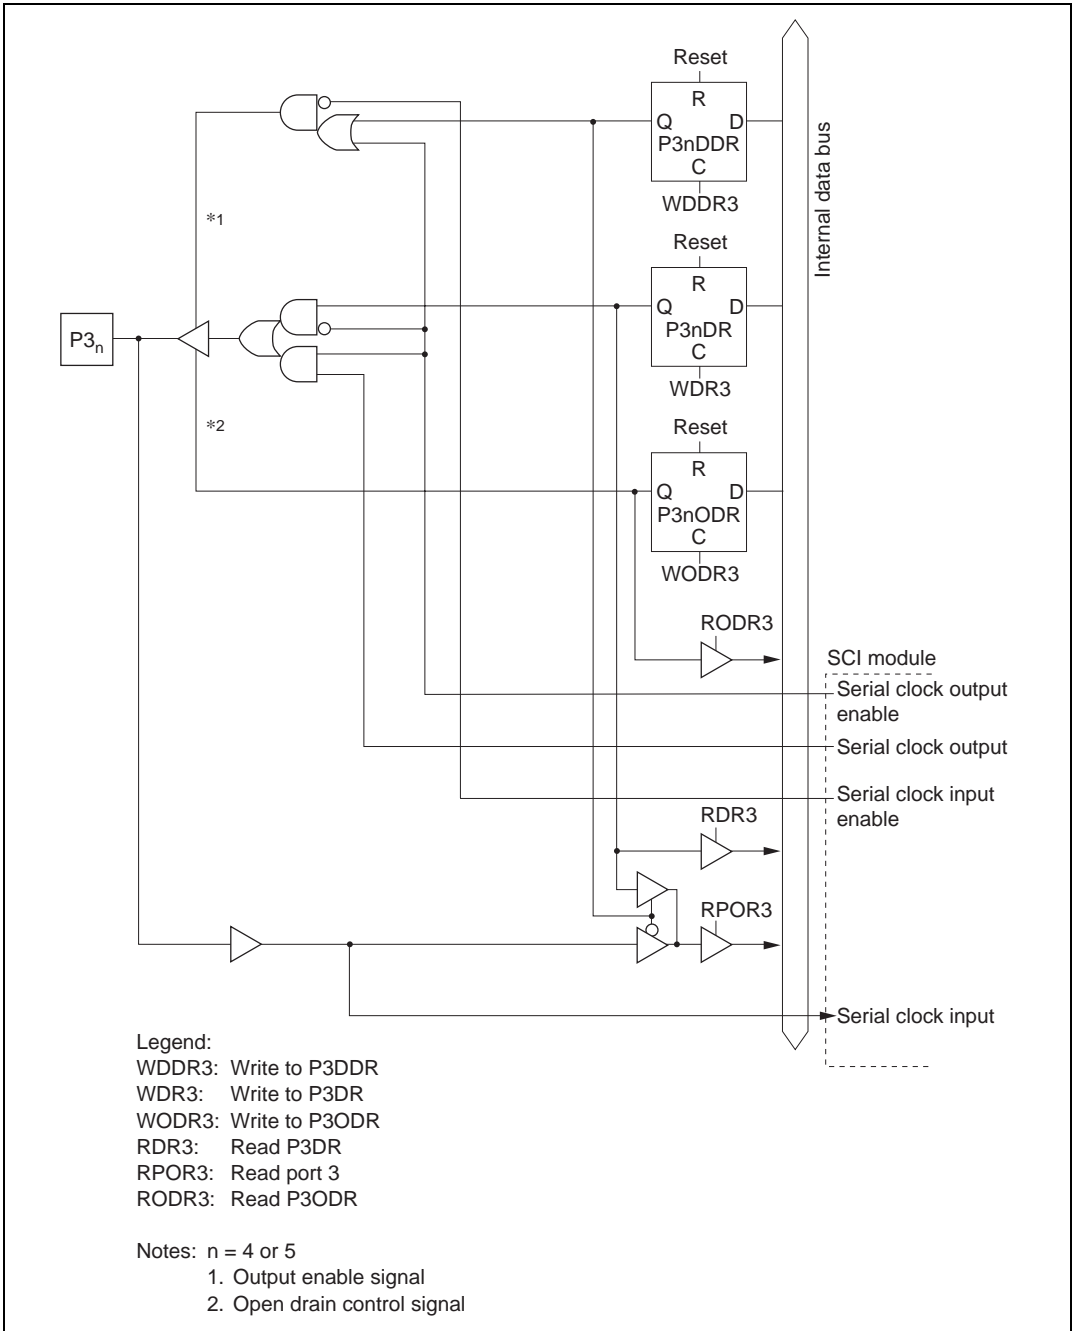 Reset
R
Q D
P3nDDR
C
WDDR3
Internal data bus
*1
Reset
R
Q D
P3nDR
C
WDR3
P3n
*2
Reset
R
Q D
P3nODR
C
WODR3
RODR3
SCI module
Serial clock output
enable
Serial clock output
Serial clock input
enable
RDR3
RPOR3
Serial clock input
Legend:
WDDR3: Write to P3DDR
WDR3: Write to P3DR
WODR3: Write to P3ODR
RDR3: Read P3DR
RPOR3: Read port 3
RODR3: Read P3ODR
Notes: n = 4 or 5
1. Output enable signal
2. Open drain control signal